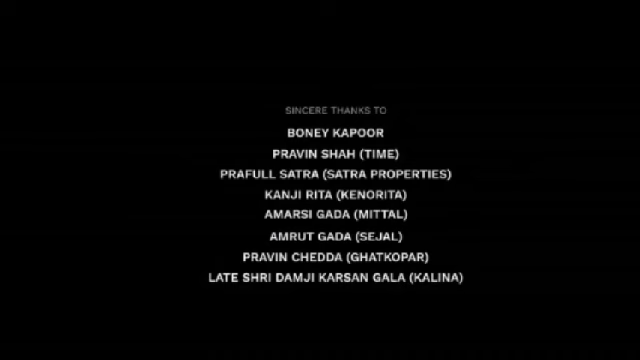 SINCERE THANKS TO
BONEY KAPOOR
PRAVIN SHAH (TIME)
PRAFULL SATRA (SATRA PROPERTIES)
KANJI RITA (KENORITA)
AMARSI GADA (MITTAL)
AMRUT GADA (SEJAL)
PRAVIN CHEDDA (GHATKOPAR)
LATE SHRI DAMJI KARSAN GALA (KALINA)